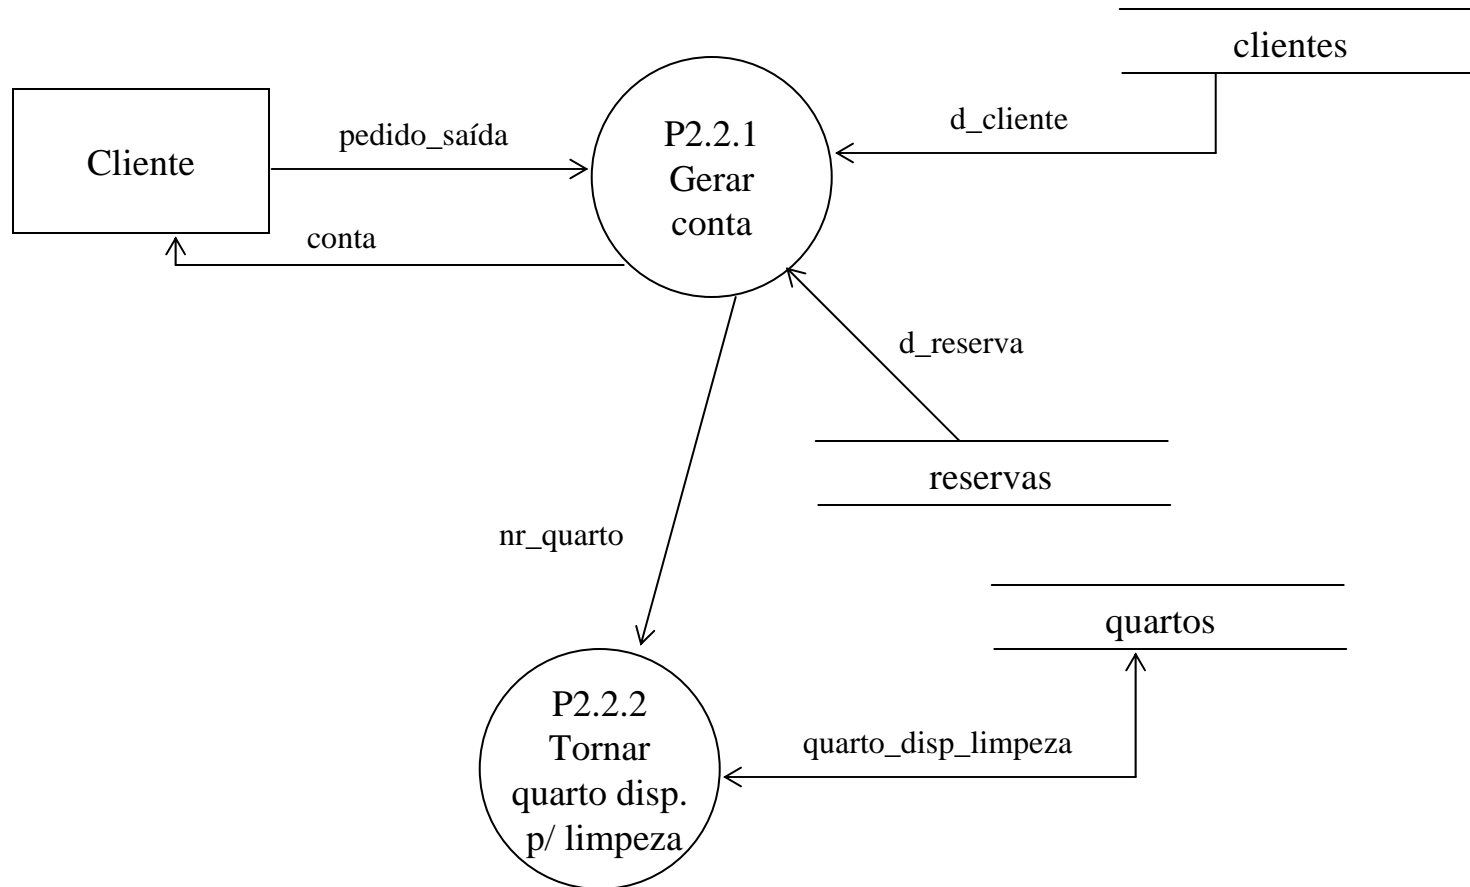 clientes
Cliente
pedido_saída
P2.2.1
Gerar
conta
d_cliente
conta
d_reserva
reservas
nr_quarto
quartos
P2.2.2
Tornar
quarto disp.
p/ limpeza
quarto_disp_limpeza